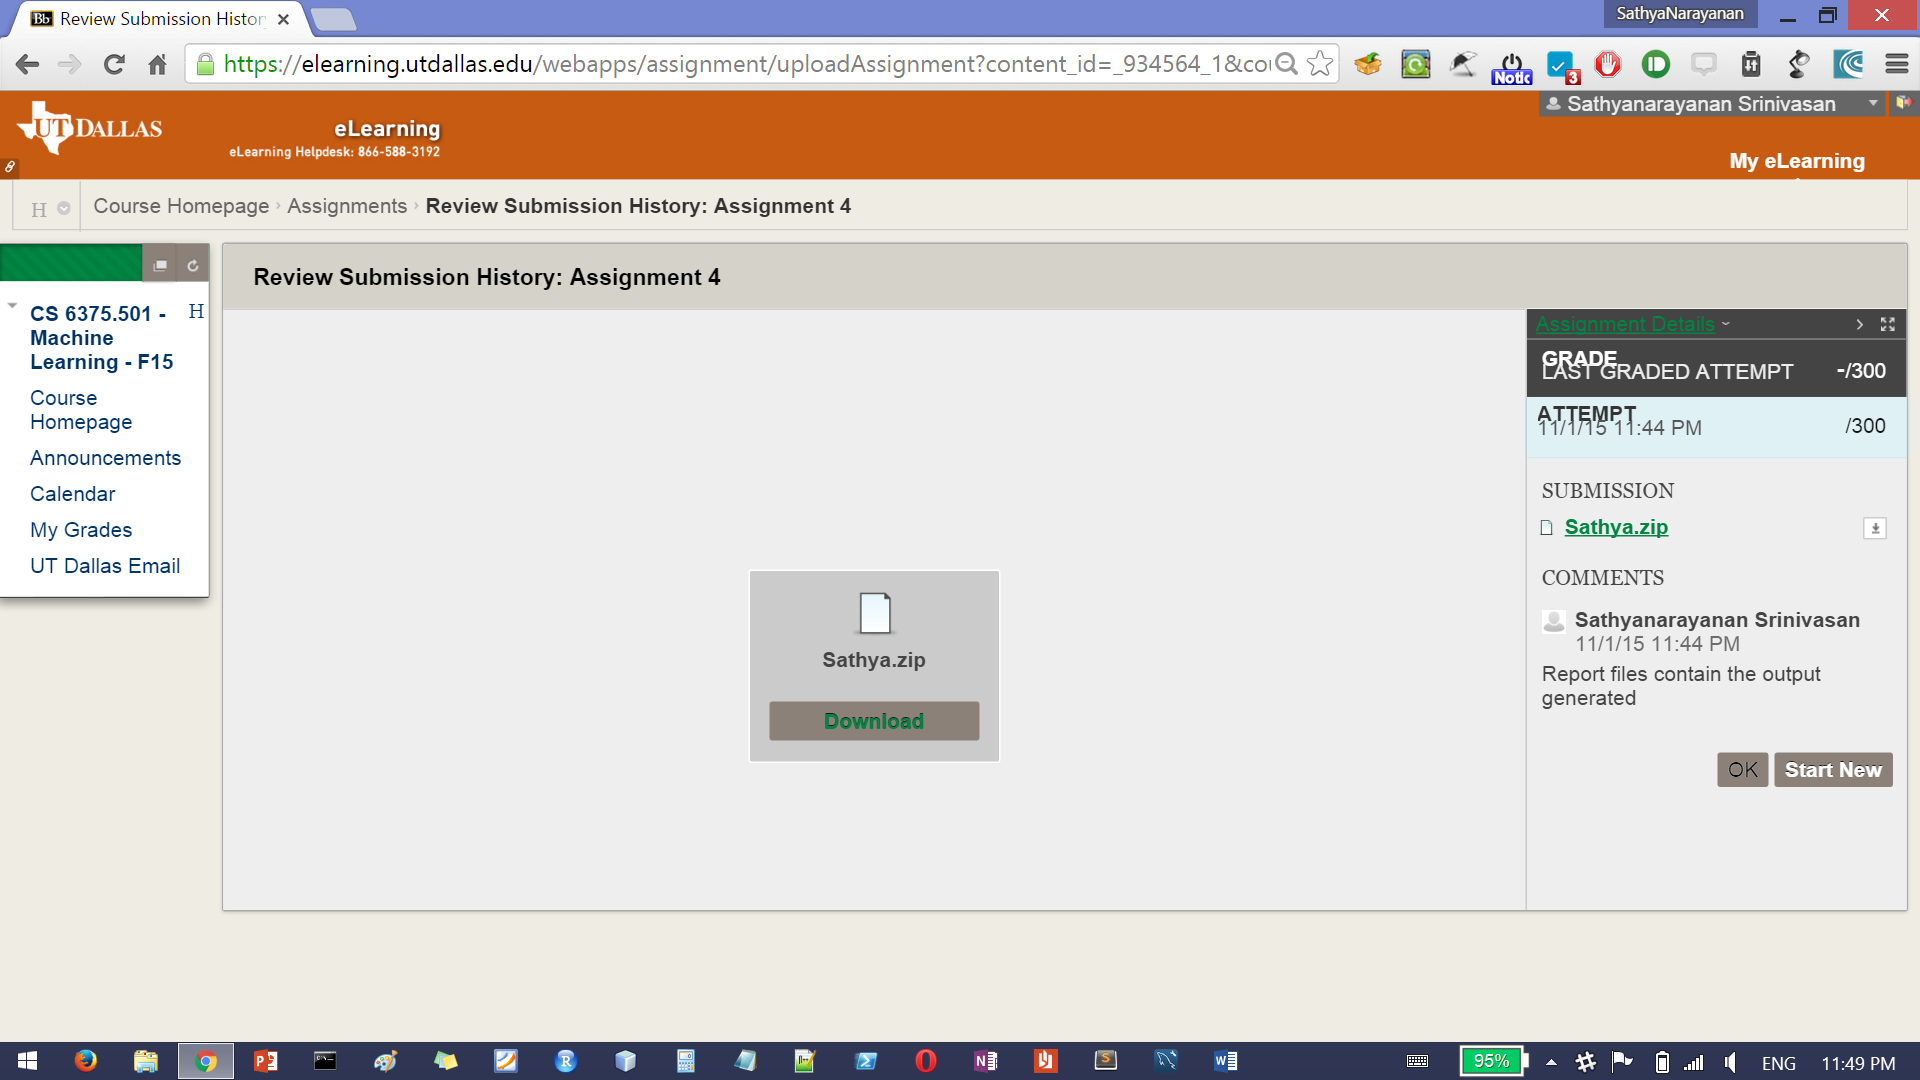 Bb Review Submission Histor
SathyaNarayanan
https://elearning.utdallas.edu/webapps/assignment/uploadAssignment?content_id=_934564_1&co
Notic
3
UT DALLAS
eLearning
eLearning Helpdesk: 866-588-3192
Sathyanarayanan Srinivasan
My eLearning
H
Course Homepage › Assignments › Review Submission History: Assignment 4
Review Submission History: Assignment 4
CS 6375.501 -
Machine
Learning - F15
H
Course
Homepage
Announcements
Calendar
My Grades
UT Dallas Email
Sathya.zip
Download
Assignment Details
GRADE
LAST GRADED ATTEMPT -/300
ATTEMPT
11/1/15 11:44 PM /300
SUBMISSION
Sathya.zip
COMMENTS
Sathyanarayanan Srinivasan
11/1/15 11:44 PM
Report files contain the output
generated
OK Start New
95%
ENG
11:49 PM